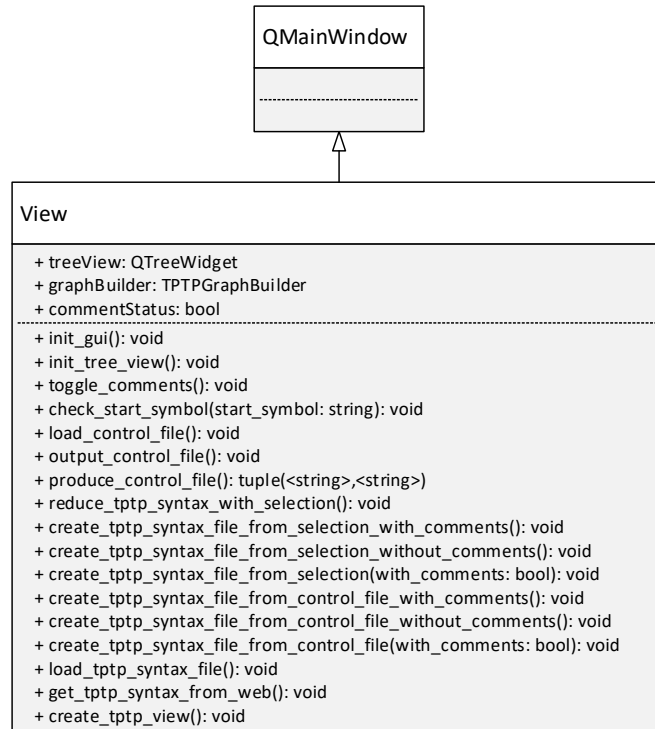 QMainWindow
View
+ treeView: QTreeWidget
+ graphBuilder: TPTPGraphBuilder
+ commentStatus: bool
+ init_gui(): void
+ init_tree_view(): void
+ toggle_comments(): void
+ check_start_symbol(start_symbol: string): void
+ load_control_file(): void
+ output_control_file(): void
+ produce_control_file(): tuple(<string>,<string>)
+ reduce_tptp_syntax_with_selection(): void
+ create_tptp_syntax_file_from_selection_with_comments(): void
+ create_tptp_syntax_file_from_selection_without_comments(): void
+ create_tptp_syntax_file_from_selection(with_comments: bool): void
+ create_tptp_syntax_file_from_control_file_with_comments(): void
+ create_tptp_syntax_file_from_control_file_without_comments(): void
+ create_tptp_syntax_file_from_control_file(with_comments: bool): void
+ load_tptp_syntax_file(): void
+ get_tptp_syntax_from_web(): void
+ create_tptp_view(): void